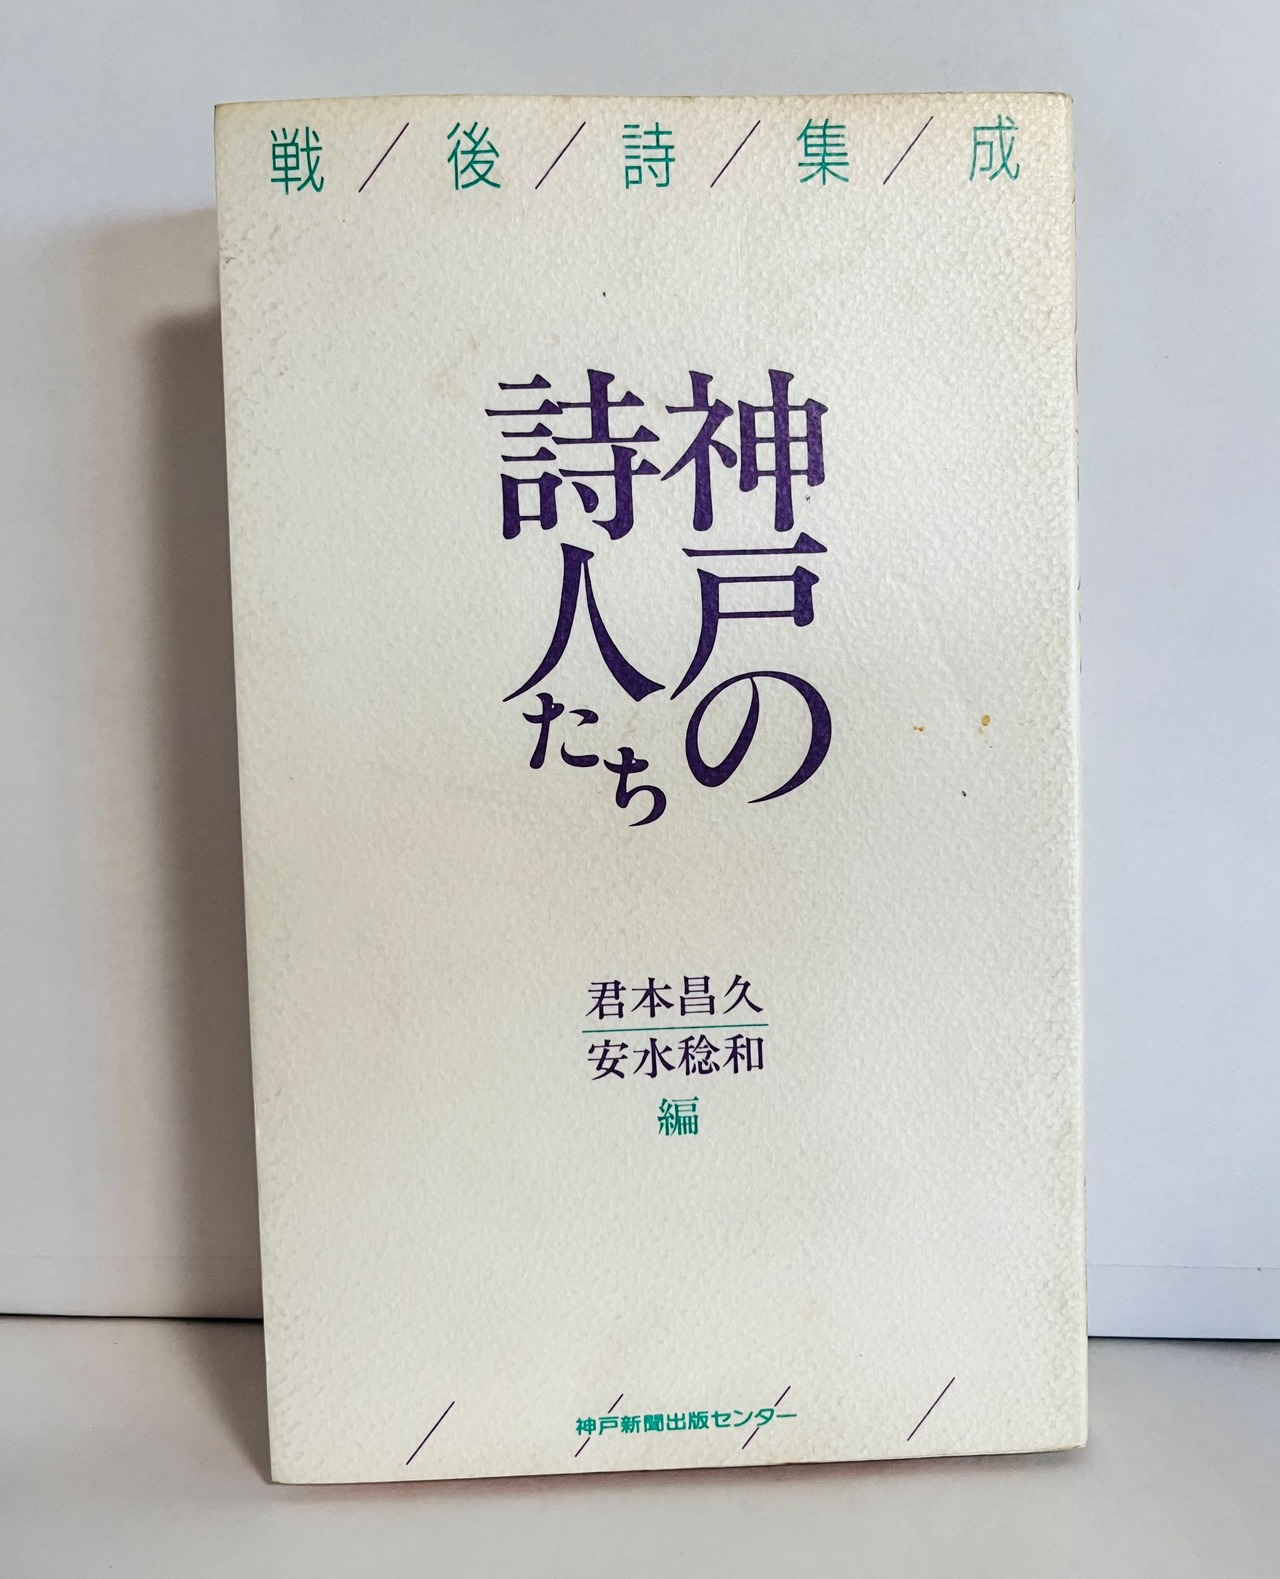 戦／後／詩／集／成
神戸の
詩人たち
君本昌久
安水稔和
編
神戸新聞出版センター